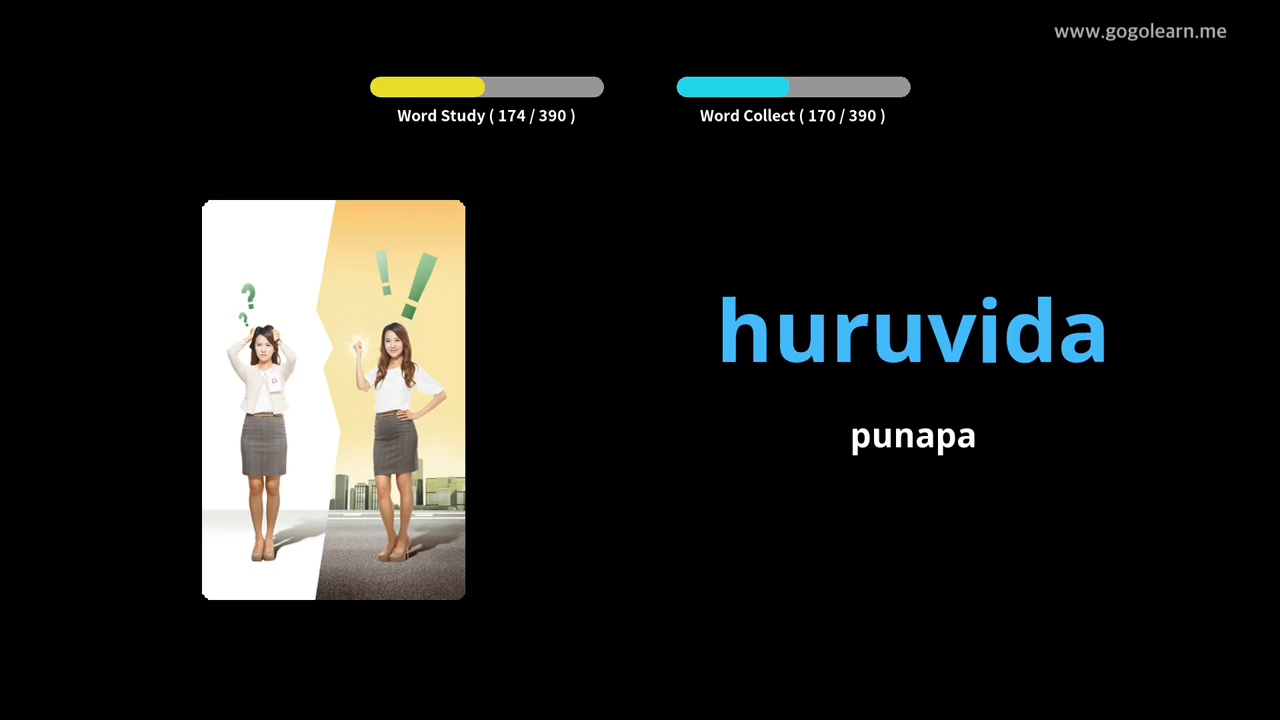 www.gogolearn.me
Word Study ( 174 / 390 )
Word Collect ( 170 / 390 )
? ?
! !
huruvida
punapa